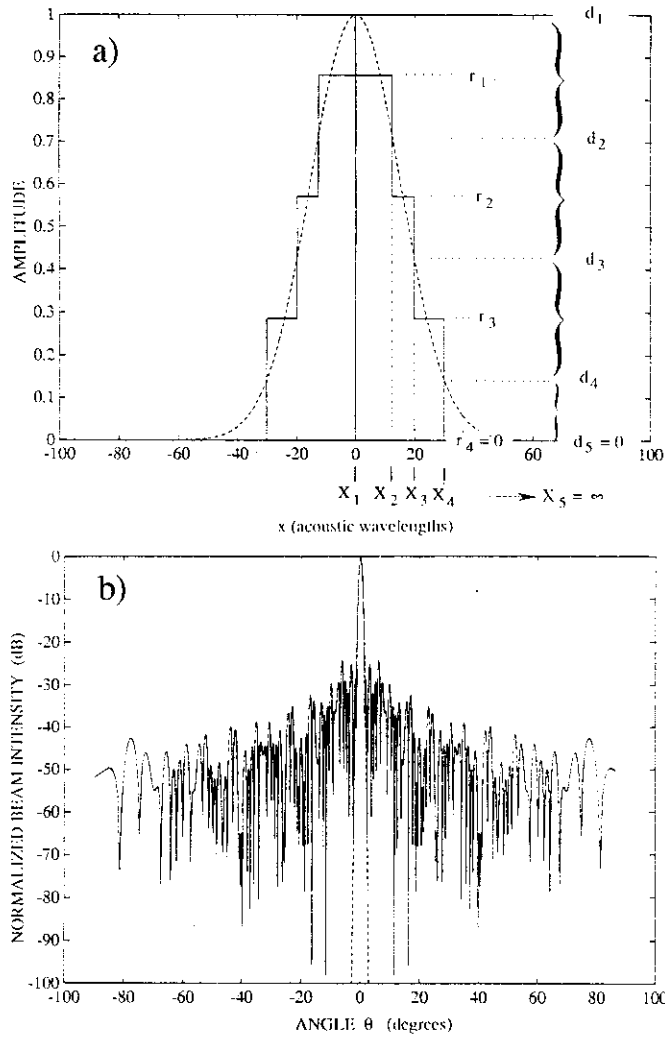 a)
AMPLITUDE
1
0.9
0.8
0.7
0.6
0.5
0.4
0.3
0.2
0.1
0
d1
r1
d2
r2
d3
r3
d4
r4=0
d5=0
-100 -80 -60 -40 -20 0 20 40 100
X1 X2 X3 X4 X5 = ∞
x (acoustic wavelengths)
b)
NORMALIZED BEAM INTENSITY (dB)
0
-10
-20
-30
-40
-50
-60
-70
-80
-90
-100
-100 -80 -60 -40 -20 0 20 40 60 80 100
ANGLE θ (degrees)